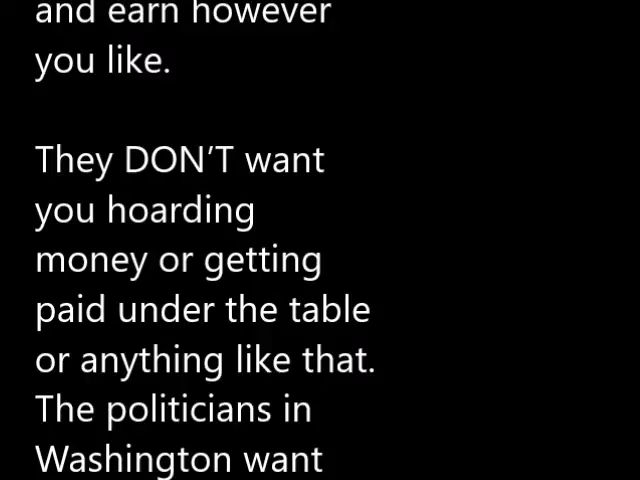 and earn however
you like.
They DON’T want
you hoarding
money or getting
paid under the table
or anything like that.
The politicians in
Washington want